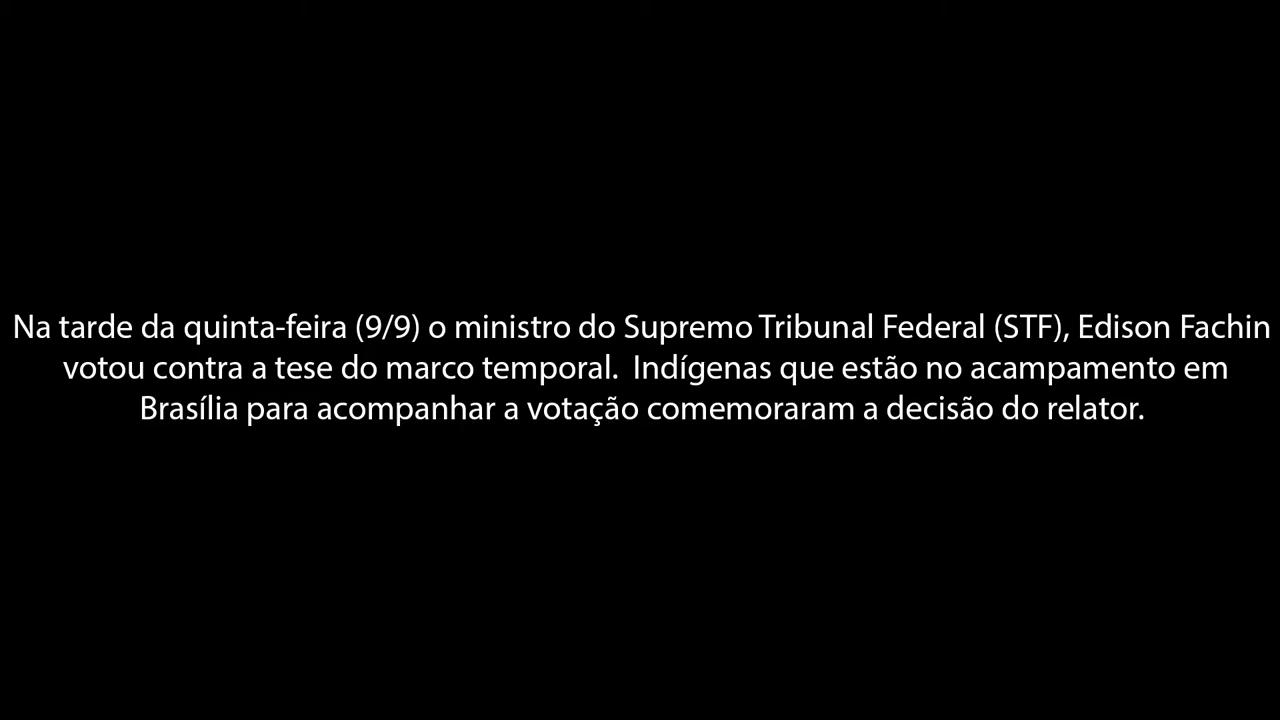 Na tarde da quinta-feira (9/9) o ministro do Supremo Tribunal Federal (STF), Edison Fachin
votou contra a tese do marco temporal.  Indígenas que estão no acampamento em
Brasília para acompanhar a votação comemoraram a decisão do relator.